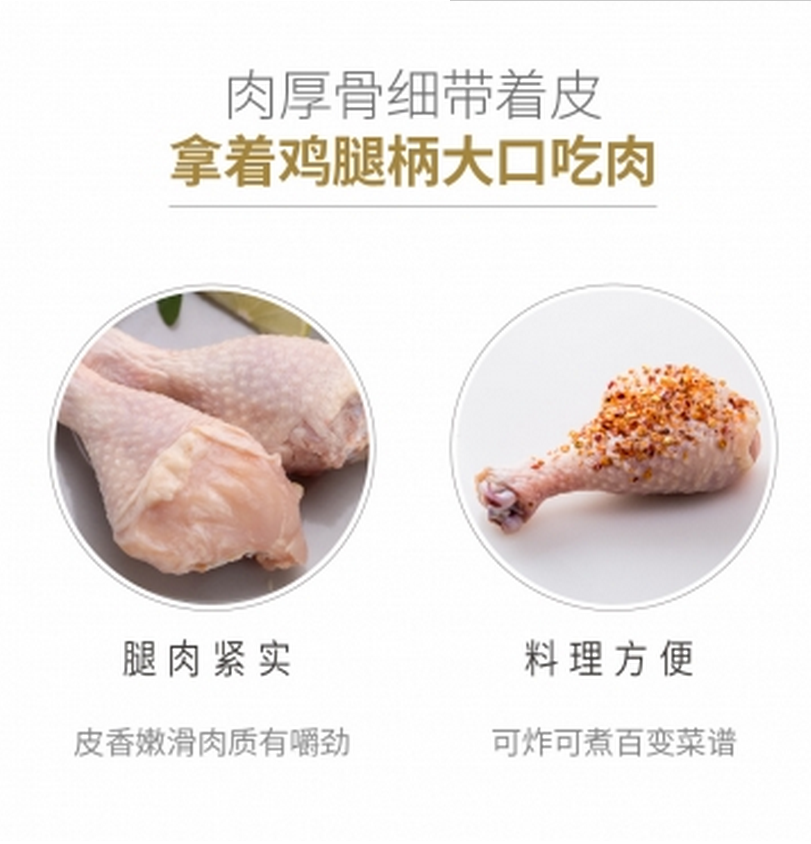 肉厚骨细带着皮
拿着鸡腿柄大口吃肉
腿肉紧实
料理方便
皮香嫩滑肉质有嚼劲
可炸可煮百变菜谱